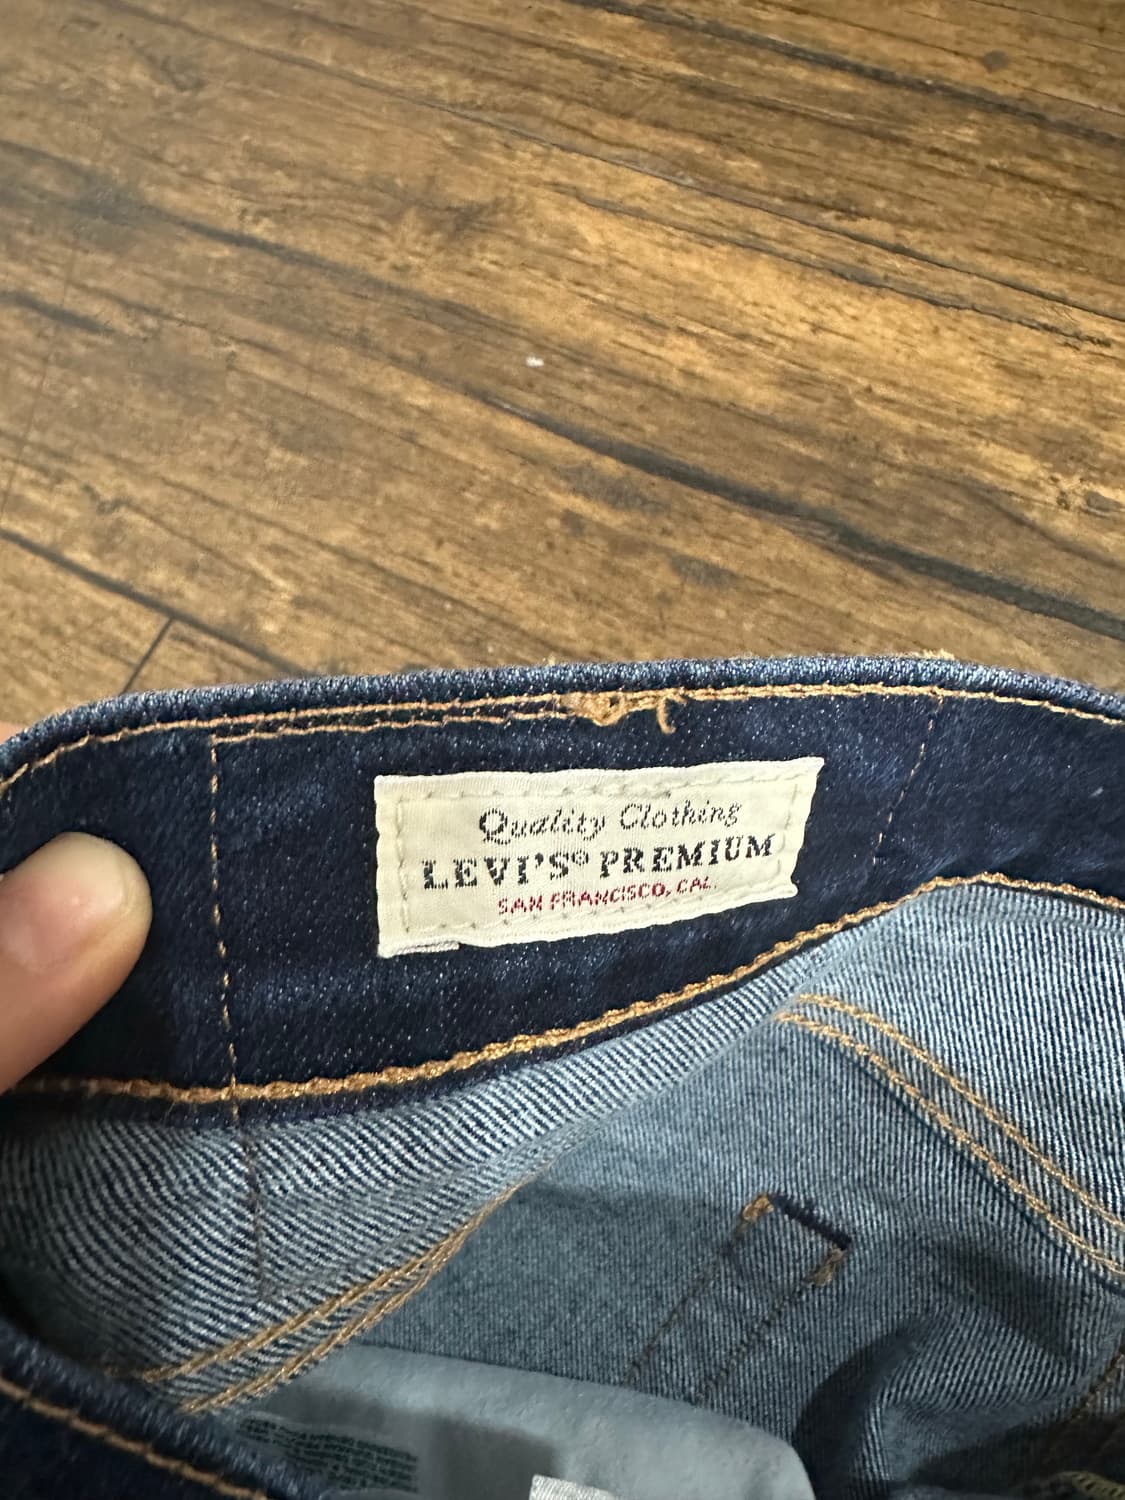 Quality Clothing
LEVI'S® PREMIUM
SAN FRANCISCO, CAL.